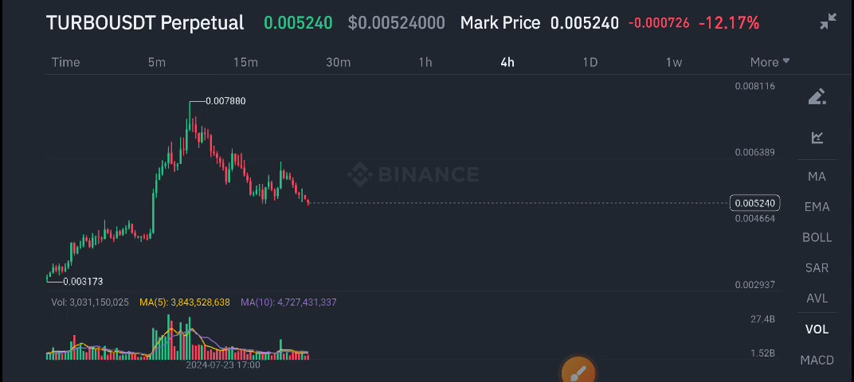 TURBOUSDT Perpetual 0.005240 $0.00524000 Mark Price 0.005240 -0.000726 -12.17%
Time 5m 15m 30m 1h 4h 1D 1w More
0.008116
0.007880
0.006389
BINANCE
MA
0.005240
EMA
0.004664
BOLL
SAR
0.003173
0.002937
AVL
Vol: 3,031,150,025 MA(5): 3,843,528,638 MA(10): 4,727,431,337
27.4B
VOL
1.52B
MACD
2024-07-23 17:00